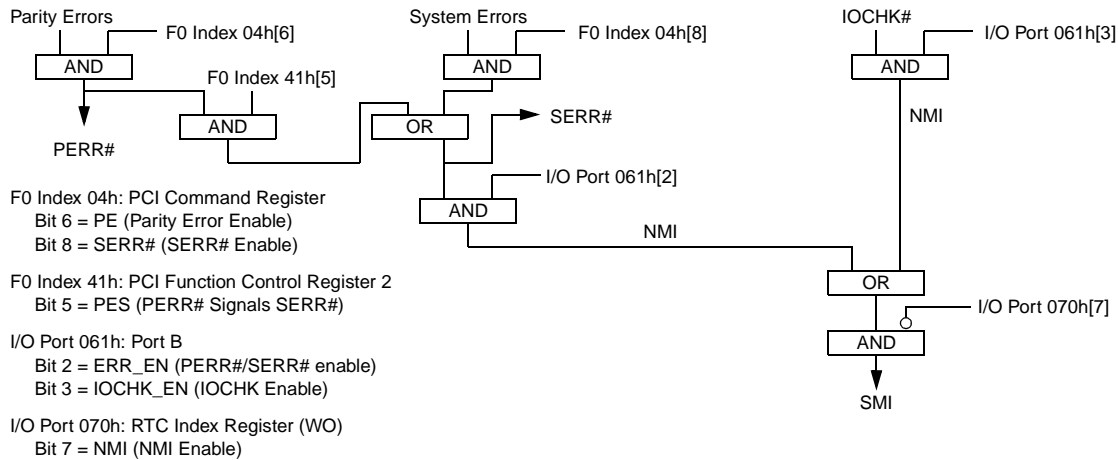 Parity Errors
System Errors
IOCHK#
F0 Index 04h[6]
F0 Index 04h[8]
I/O Port 061h[3]
AND
AND
AND
F0 Index 41h[5]
AND
OR
SERR#
NMI
PERR#
I/O Port 061h[2]
AND
NMI
F0 Index 04h: PCI Command Register
Bit 6 = PE (Parity Error Enable)
Bit 8 = SERR# (SERR# Enable)
F0 Index 41h: PCI Function Control Register 2
Bit 5 = PES (PERR# Signals SERR#)
OR
I/O Port 070h[7]
AND
SMI
I/O Port 061h: Port B
Bit 2 = ERR_EN (PERR#/SERR# enable)
Bit 3 = IOCHK_EN (IOCHK Enable)
I/O Port 070h: RTC Index Register (WO)
Bit 7 = NMI (NMI Enable)